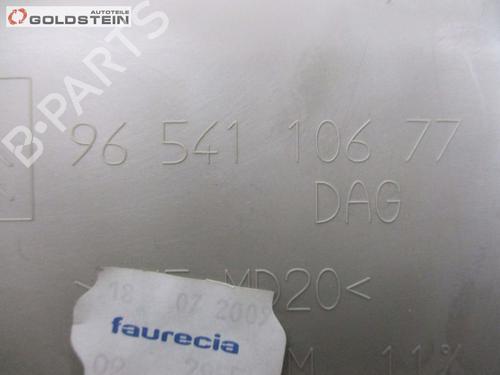 AUTOTEILE
GOLDSTEIN
B-PARTS
96 541 106 77
DAG
MD20<
18 07 2009
faurecia
M 11%